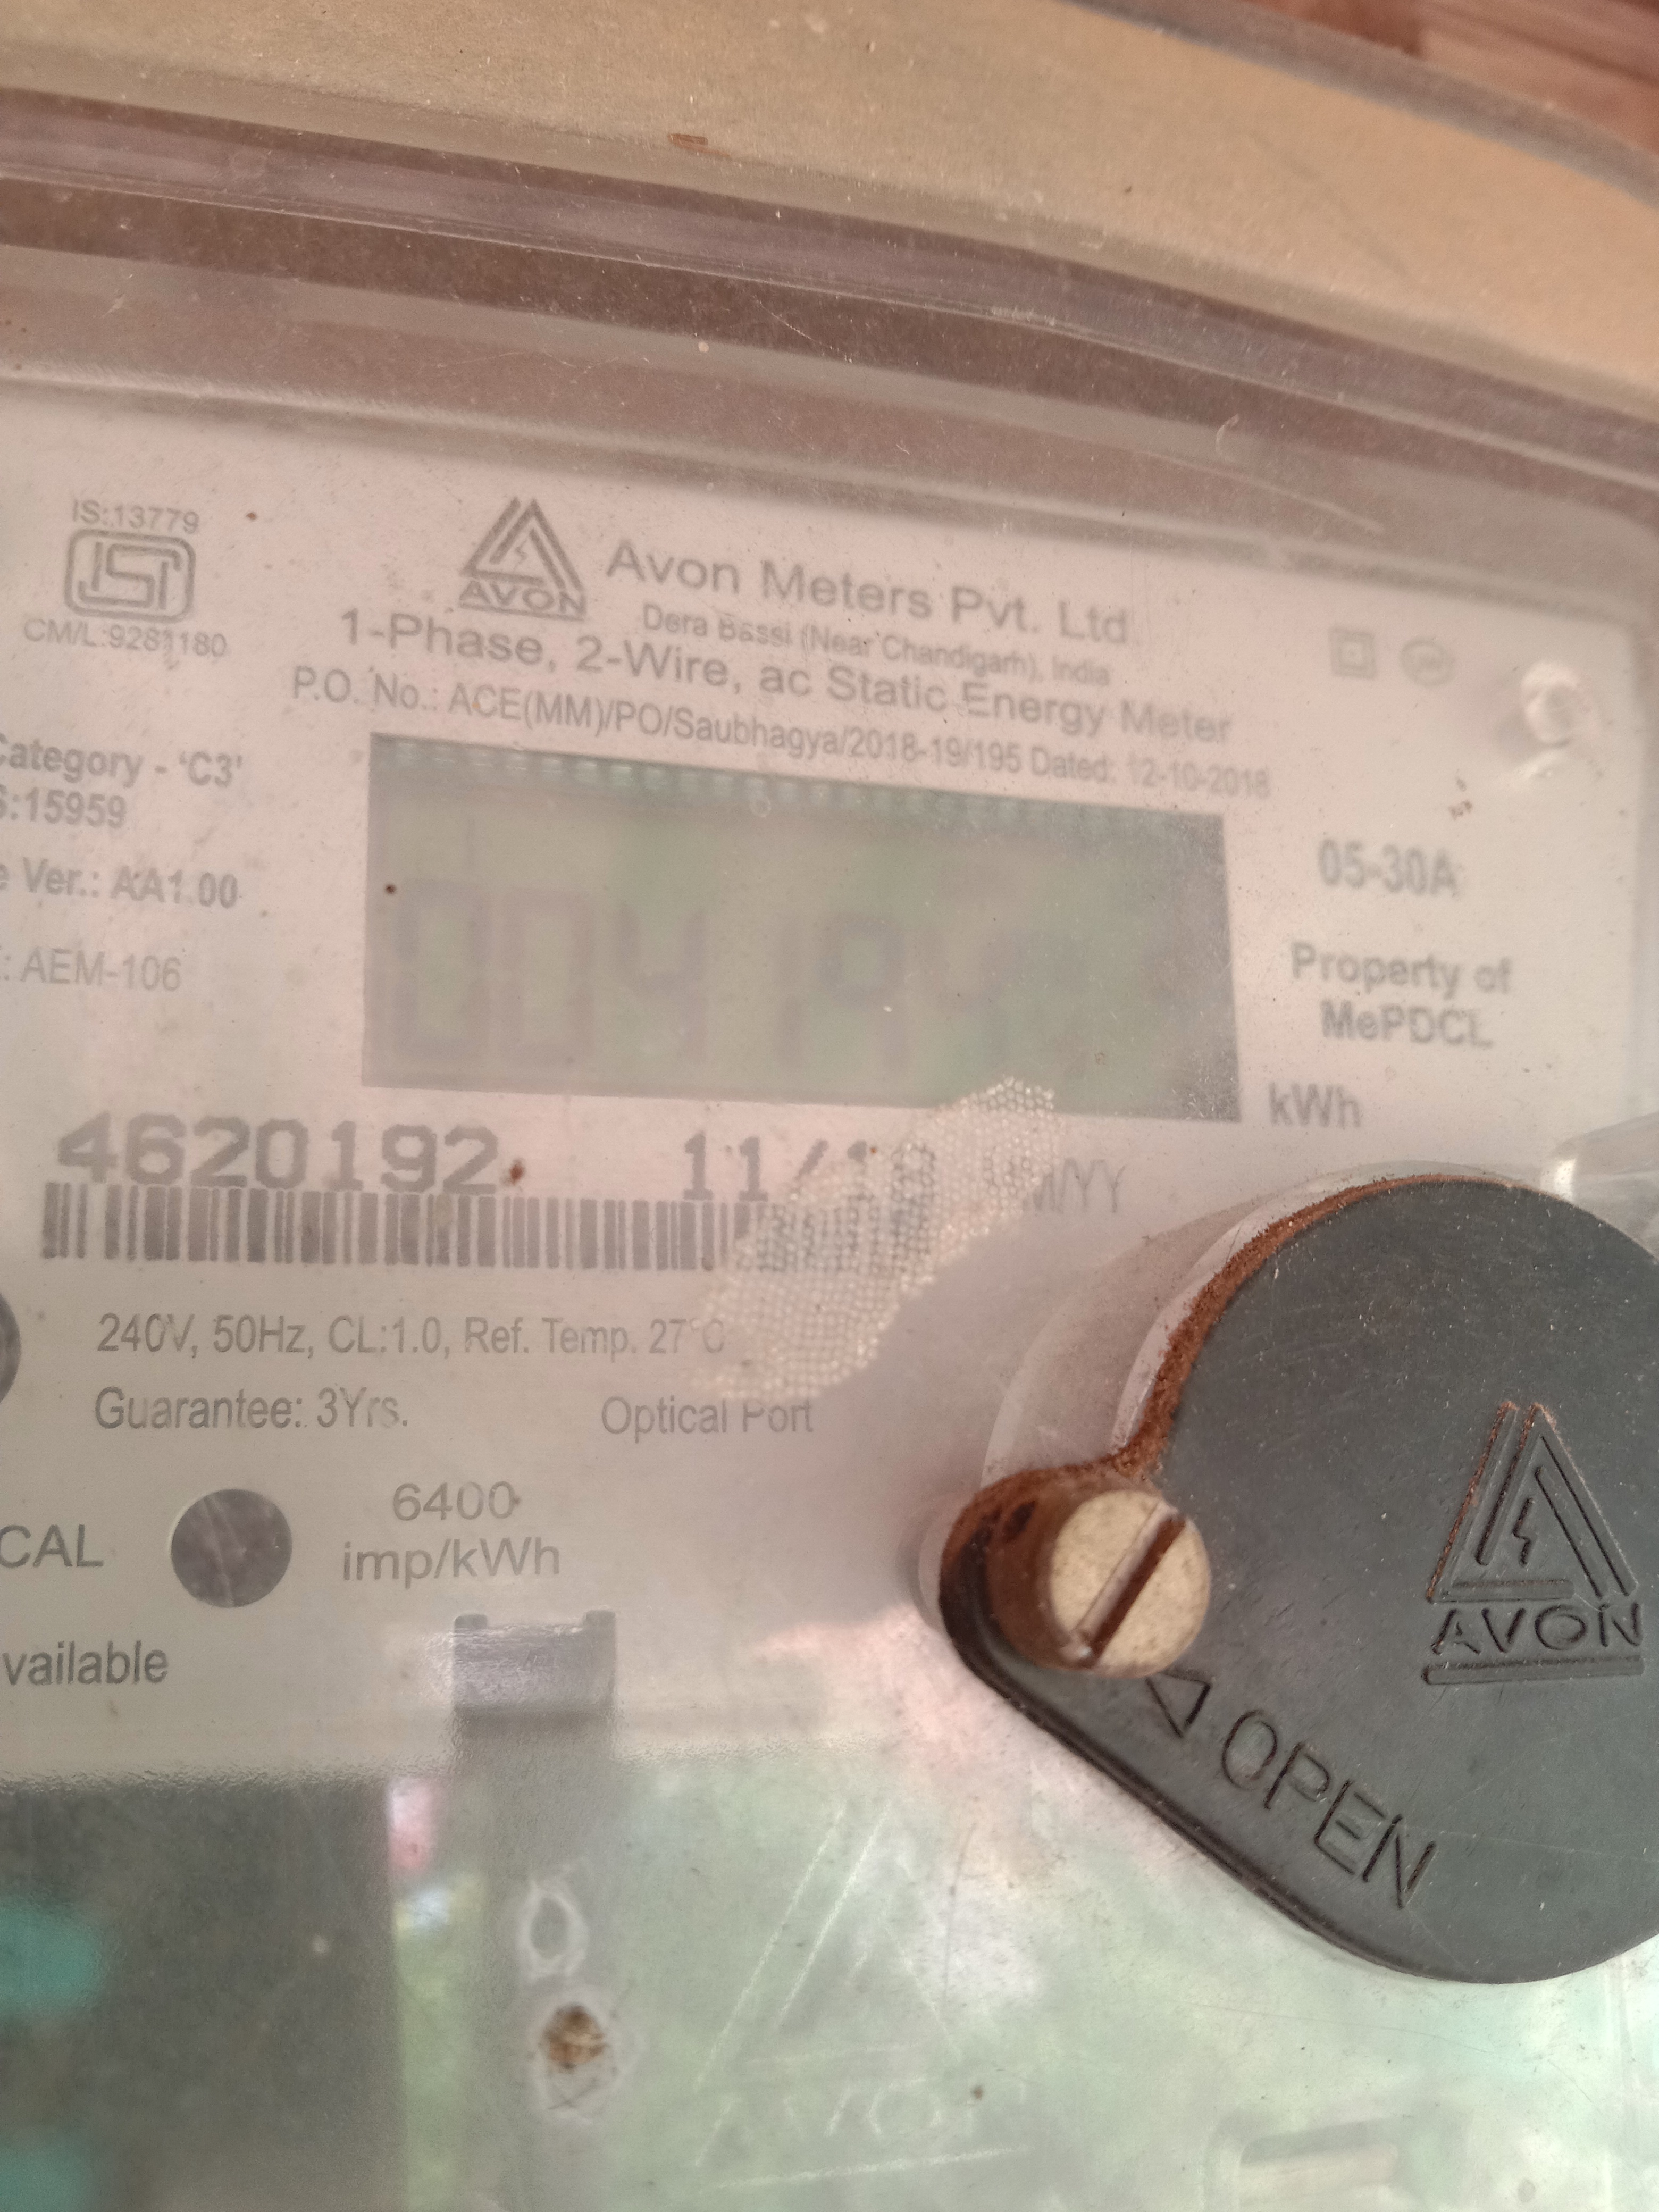 IS:13779
ISI
CM/L:9281180
AVON
Avon Meters Pvt. Ltd.
Dera Bassi (Near Chandigarh), India
1-Phase, 2-Wire, ac Static Energy Meter
P.O. No.: ACE(MM)/PO/Saubhagya/2018-19/195 Dated: 12-10-2018
Category - 'C3'
:15959
Ver.: AA1.00
: AEM-106
05-30A
Property of
MePDCL
kWh
4620192 11/
/YY
240V, 50Hz, CL:1.0, Ref. Temp. 27°C
Guarantee: 3Yrs.
Optical Port
CAL
6400
imp/kWh
vailable
AVON
OPEN